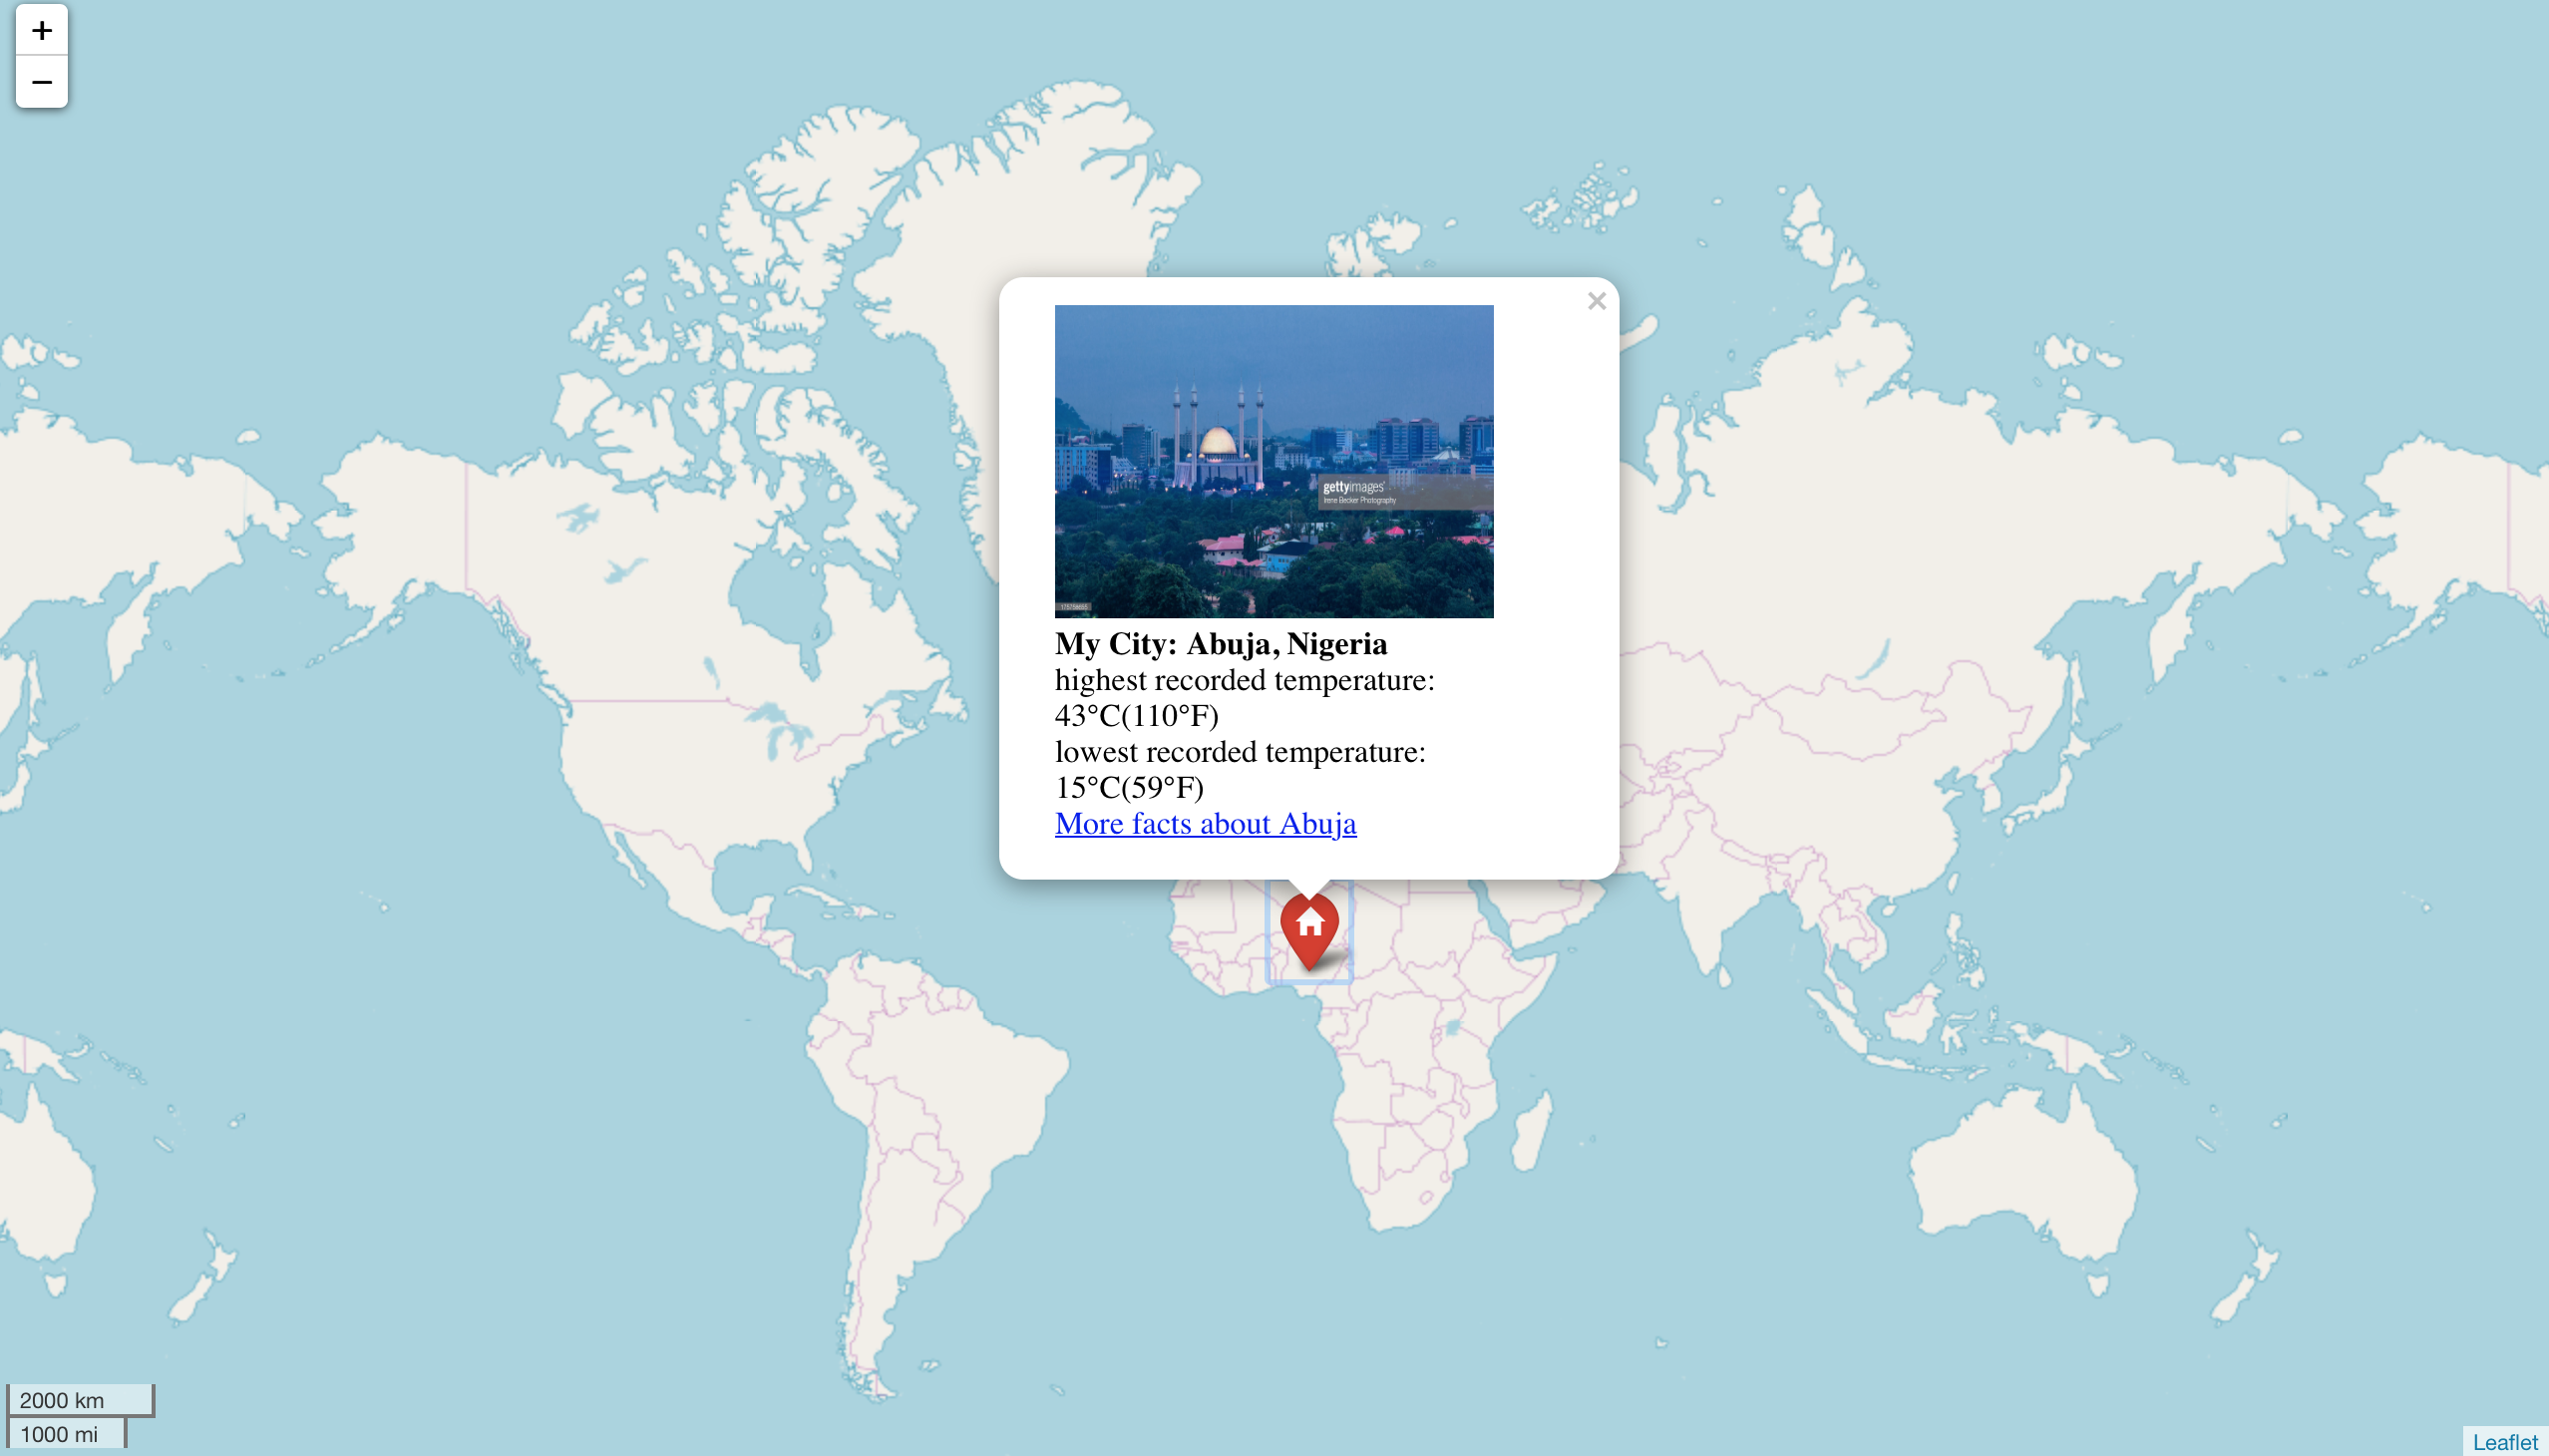 +
−
×
gettyimages®
Irene Becker Photography
My City: Abuja, Nigeria
highest recorded temperature:
43°C(110°F)
lowest recorded temperature:
15°C(59°F)
More facts about Abuja
2000 km
1000 mi
Leaflet